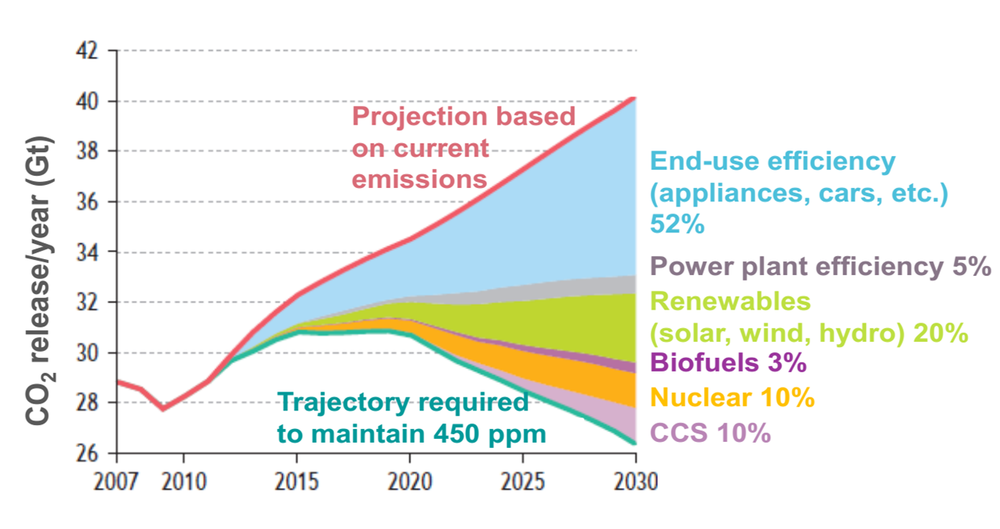 42
40
38
36
34
32
30
28
26
CO2 release/year (Gt)
2007
2010
2015
2020
2025
2030
Projection based
on current
emissions
Trajectory required
to maintain 450 ppm
End-use efficiency
(appliances, cars, etc.)
52%
Power plant efficiency 5%
Renewables
(solar, wind, hydro) 20%
Biofuels 3%
Nuclear 10%
CCS 10%